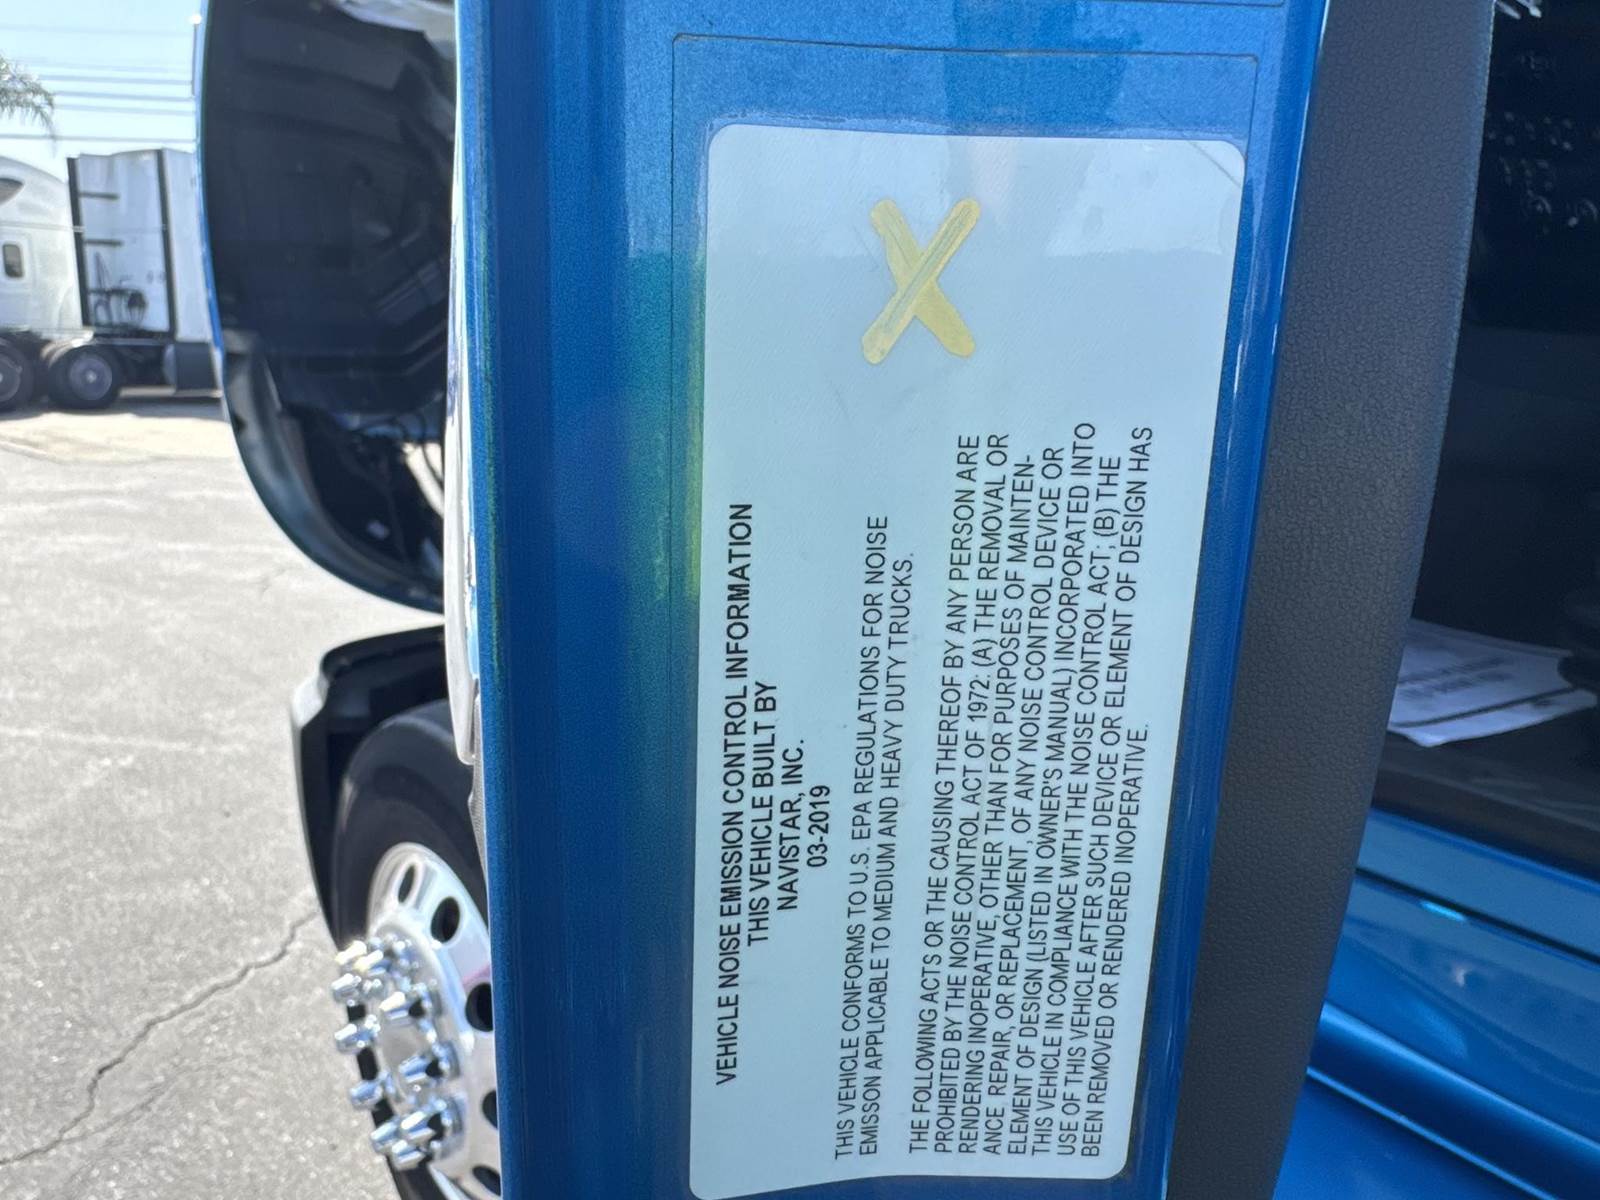 VEHICLE NOISE EMISSION CONTROL INFORMATION
THIS VEHICLE BUILT BY
NAVISTAR, INC.
03-2019
THIS VEHICLE CONFORMS TO U.S. EPA REGULATIONS FOR NOISE
EMISSON APPLICABLE TO MEDIUM AND HEAVY DUTY TRUCKS.
THE FOLLOWING ACTS OR THE CAUSING THEREOF BY ANY PERSON ARE
PROHIBITED BY THE NOISE CONTROL ACT OF 1972: (A) THE REMOVAL OR
RENDERING INOPERATIVE, OTHER THAN FOR PURPOSES OF MAINTEN-
ANCE, REPAIR, OR REPLACEMENT, OF ANY NOISE CONTROL DEVICE OR
ELEMENT OF DESIGN (LISTED IN OWNER'S MANUAL) INCORPORATED INTO
THIS VEHICLE IN COMPLIANCE WITH THE NOISE CONTROL ACT; (B) THE
USE OF THIS VEHICLE AFTER SUCH DEVICE OR ELEMENT OF DESIGN HAS
BEEN REMOVED OR RENDERED INOPERATIVE.